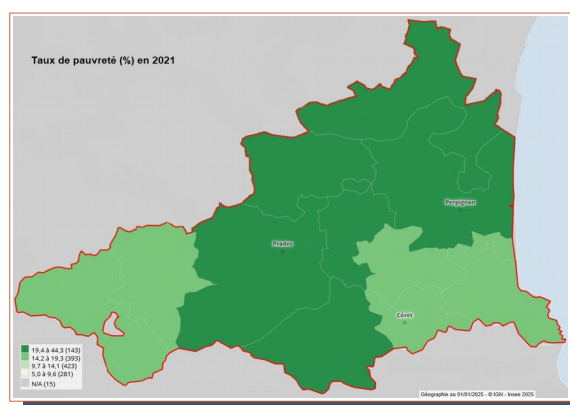 Taux de pauvreté (%) en 2021
Perpignan
Prades
Céret
19,4 à 44,3 (143)
14,2 à 19,3 (393)
9,7 à 14,1 (423)
5,0 à 9,6 (281)
N/A (15)
Géographie au 01/01/2025 - © IGN - Insee 2025